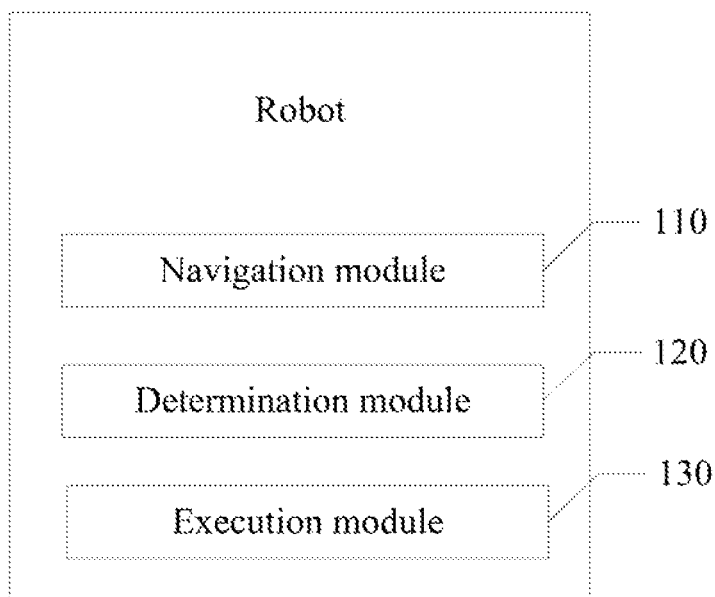 Robot
110
Navigation module
120
Determination module
130
Execution module